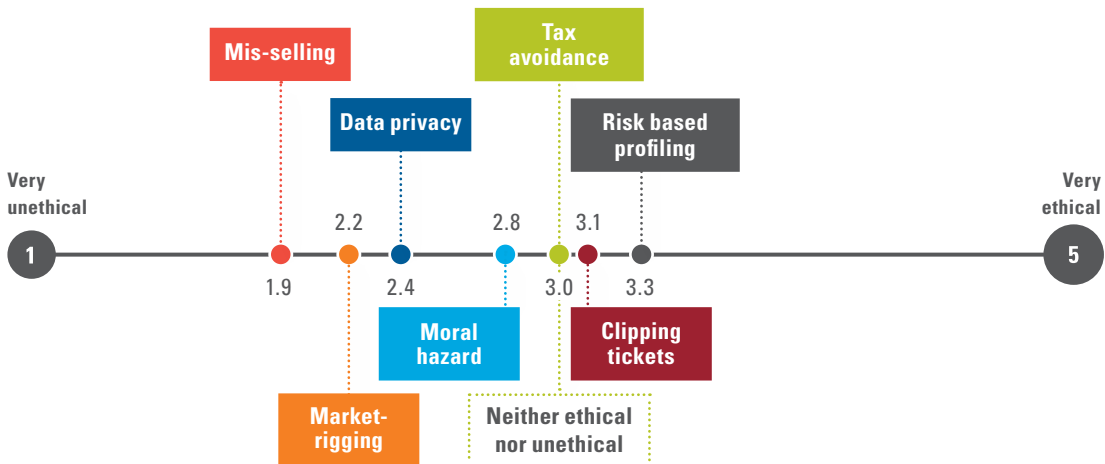 Mis-selling
Tax
avoidance
Data privacy
Risk based
profiling
Very
unethical
Very
ethical
2.2
2.8
3.1
1
5
1.9
2.4
3.0
3.3
Moral
hazard
Clipping
tickets
Market-
rigging
Neither ethical
nor unethical